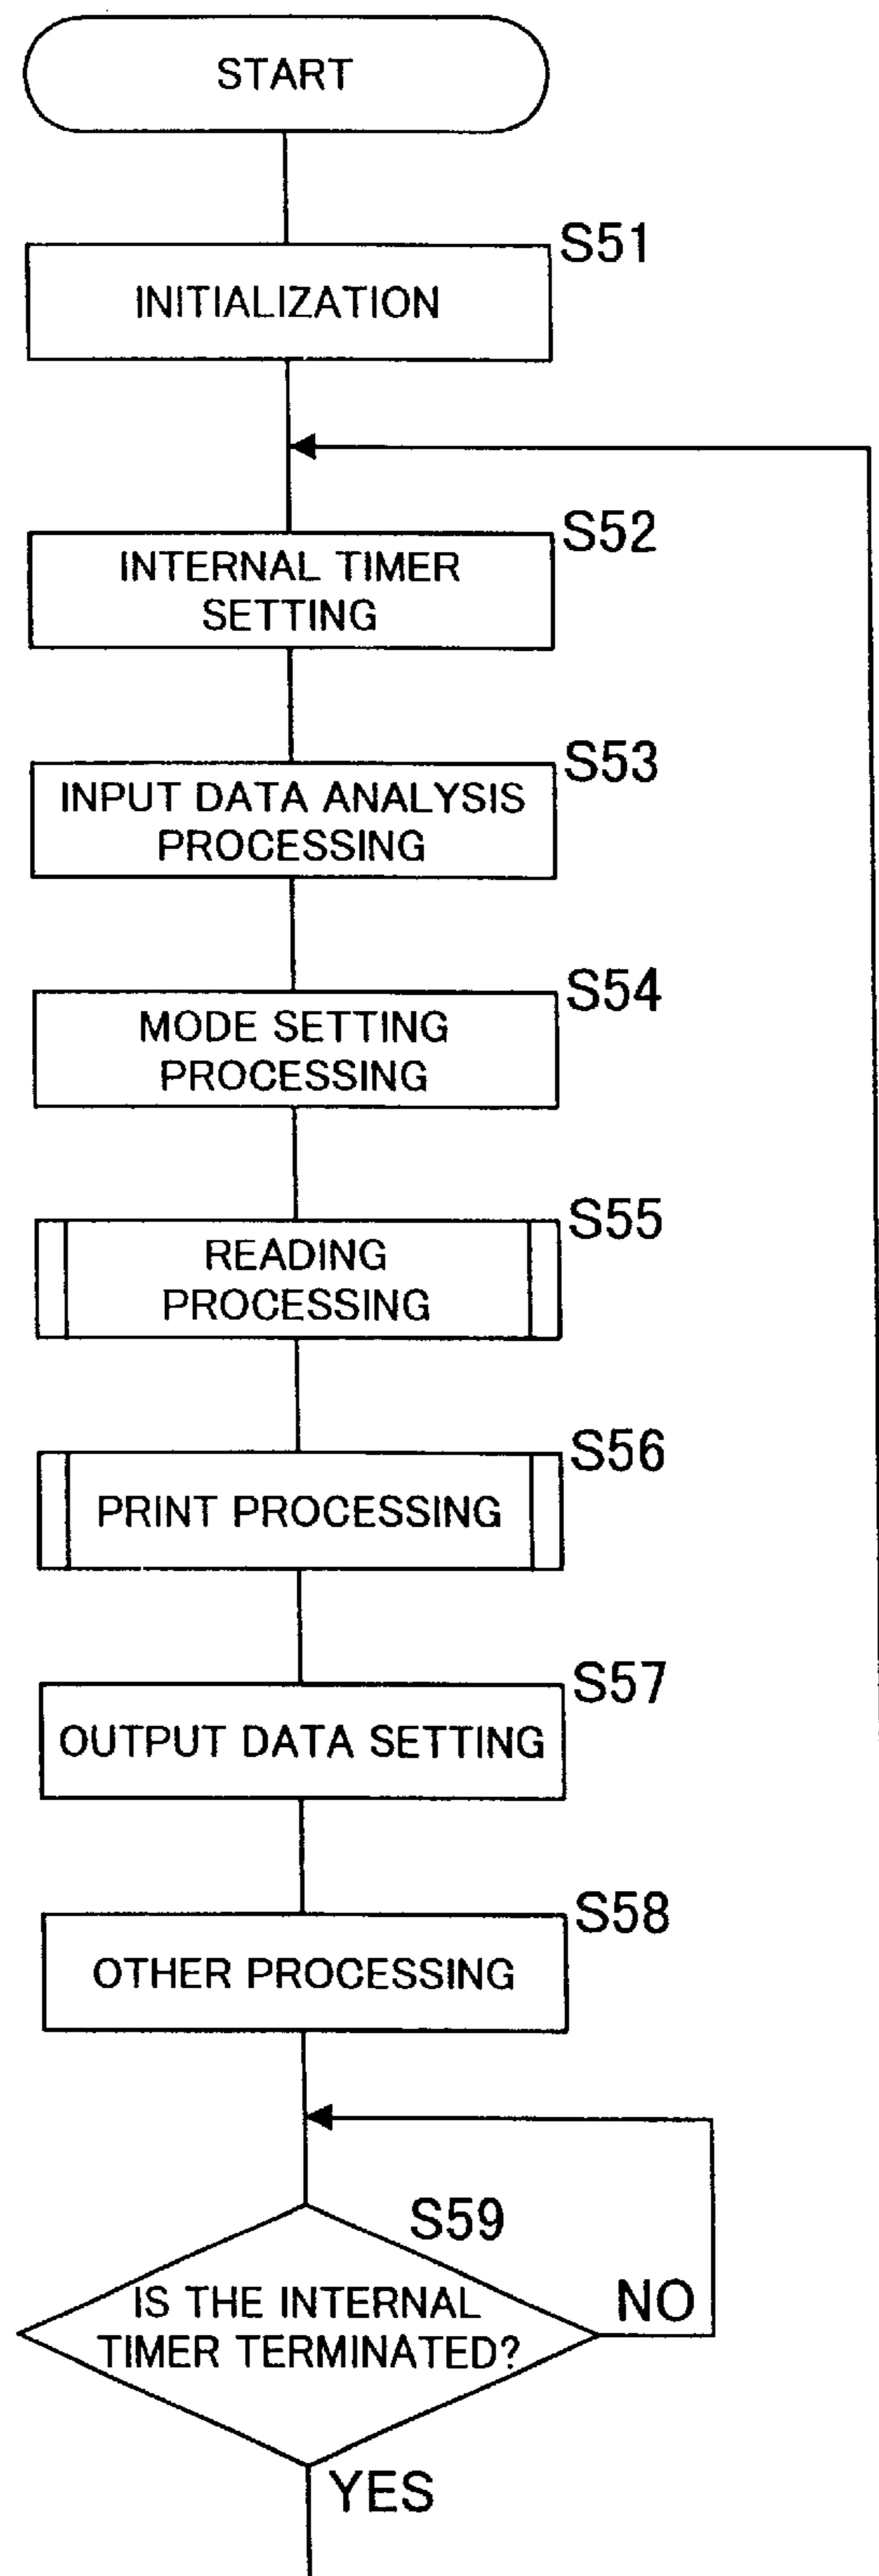 START
S51
INITIALIZATION
S52
INTERNAL TIMER
SETTING
S53
INPUT DATA ANALYSIS
PROCESSING
S54
MODE SETTING
PROCESSING
S55
READING
PROCESSING
S56
PRINT PROCESSING
S57
OUTPUT DATA SETTING
S58
OTHER PROCESSING
S59
IS THE INTERNAL
TIMER TERMINATED?
NO
YES